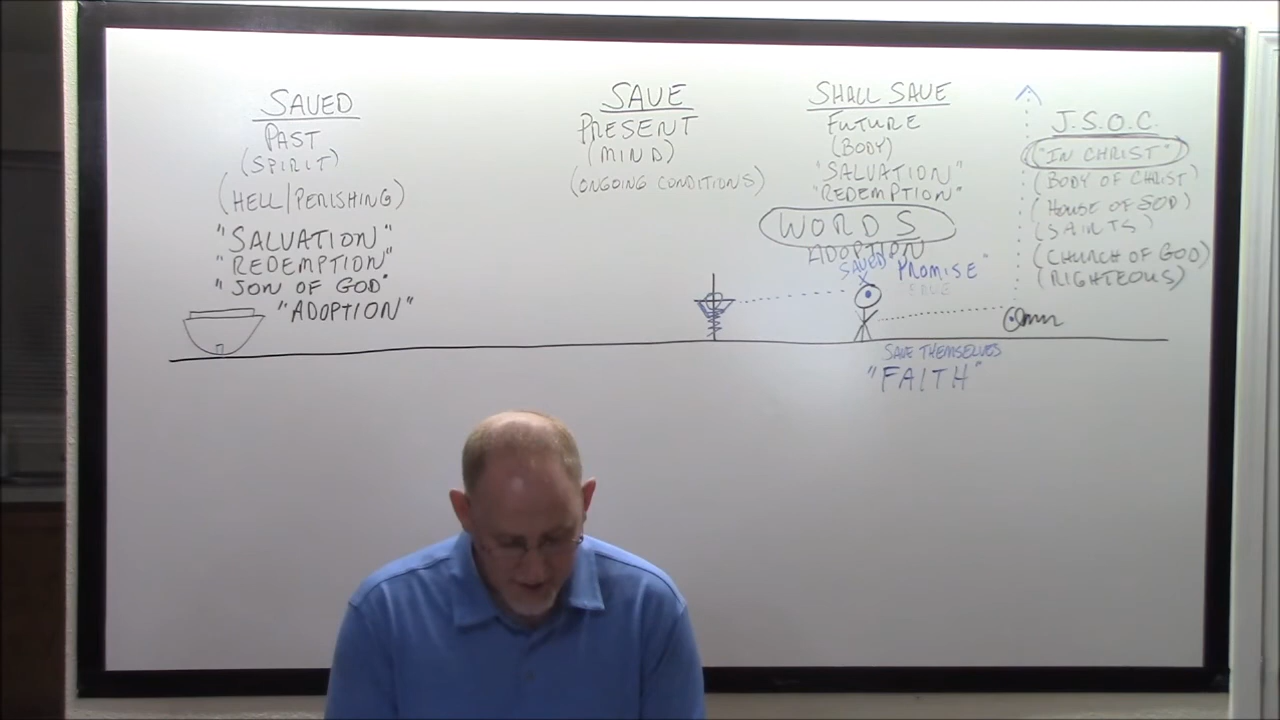 SAVED
PAST
(SPIRIT)
(HELL/PERISHING)
"SALVATION"
"REDEMPTION"
"SON OF GOD"
"ADOPTION"
SAVE
PRESENT
(MIND)
(ONGOING CONDITIONS)
SHALL SAVE
FUTURE
(BODY)
"SALVATION"
"REDEMPTION"
WORDS
ADOPTION
SAVED
"PROMISE"
SAVE THEMSELVES
"FAITH"
J.S.O.C.
("IN CHRIST")
(BODY OF CHRIST)
(HOUSE OF GOD)
(SAINTS)
(CHURCH OF GOD)
(RIGHTEOUS)